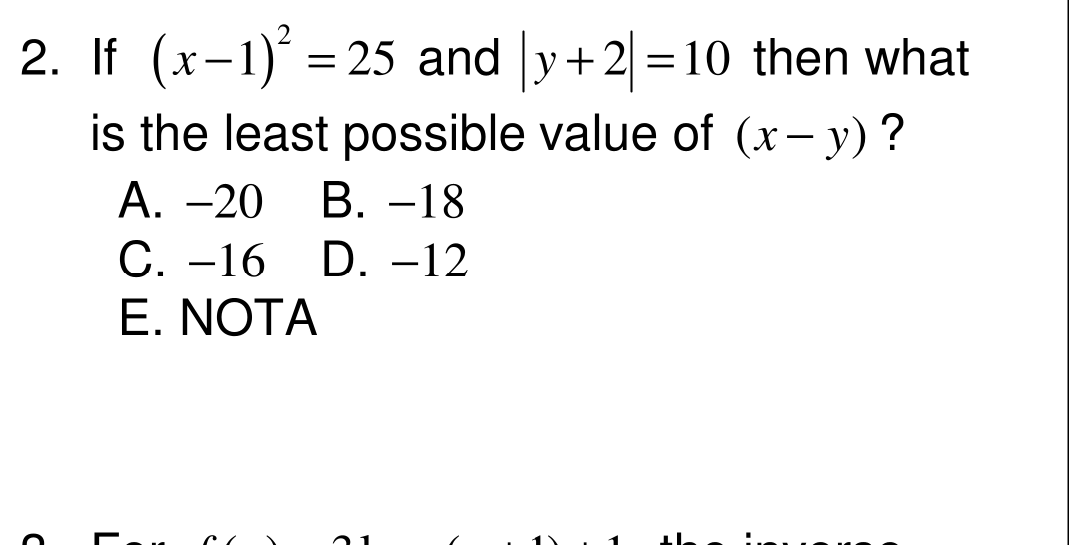 2. If (x−1)² = 25 and |y+2| = 10 then what
is the least possible value of (x−y)?
A. −20 B. −18
C. −16 D. −12
E. NOTA